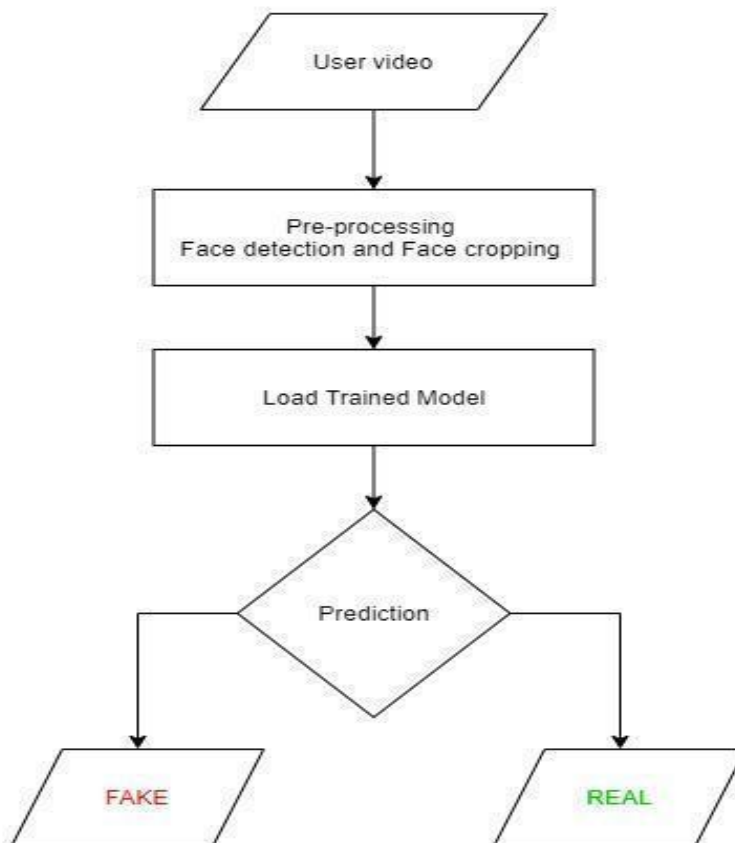 User video
Pre-processing
Face detection and Face cropping
Load Trained Model
Prediction
FAKE
REAL